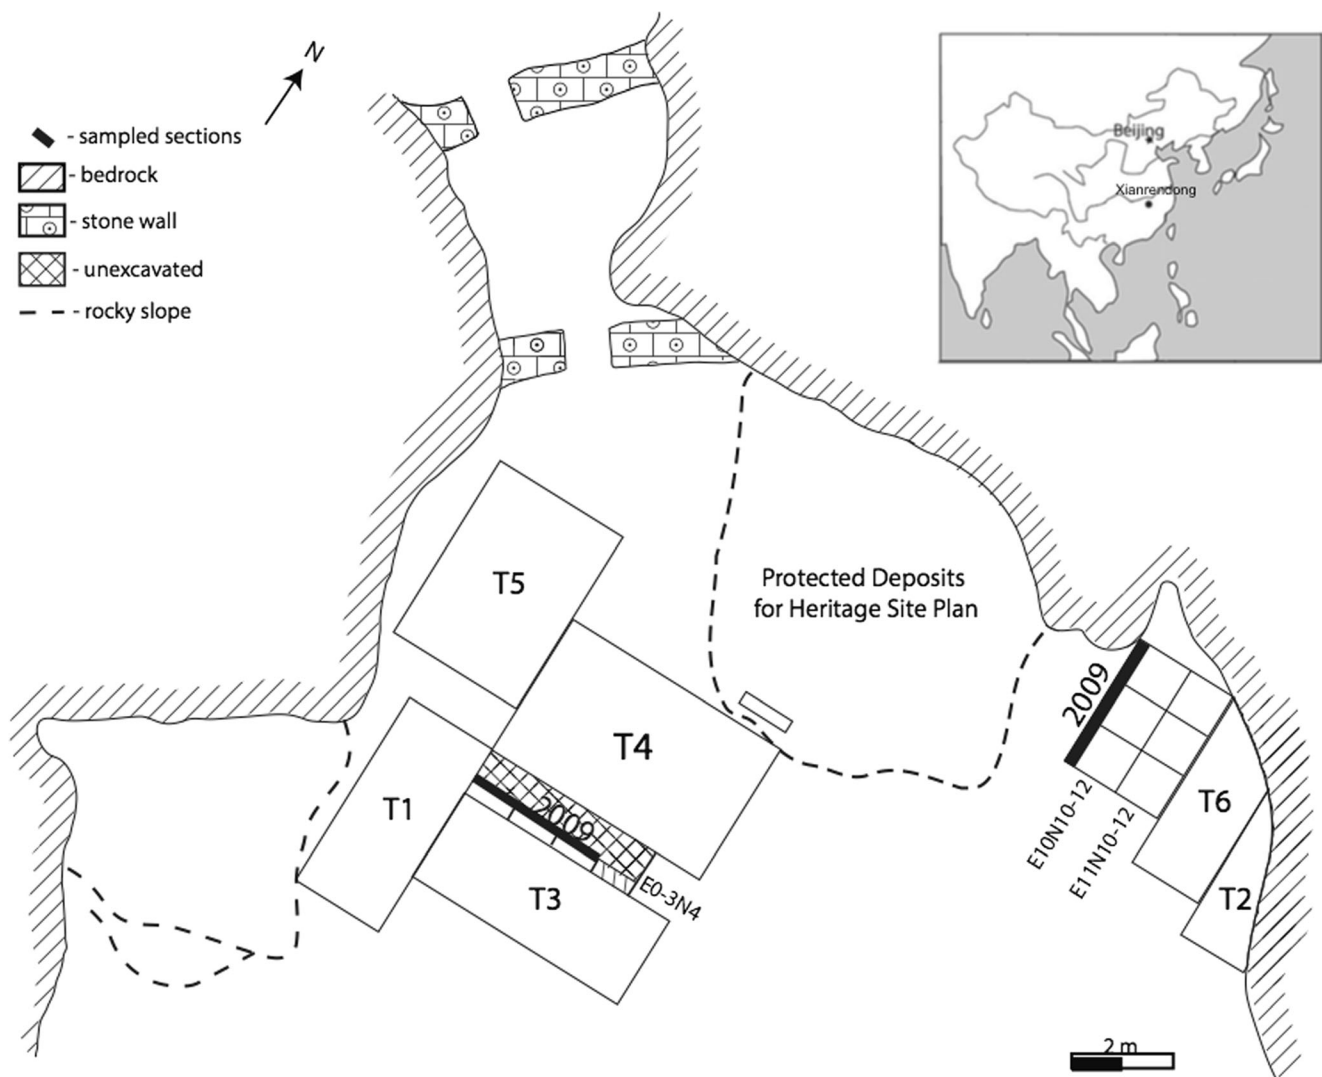 N
- sampled sections
- bedrock
- stone wall
- unexcavated
- rocky slope
Beijing
Xianrendong
Protected Deposits
for Heritage Site Plan
T5
T4
T1
2009
T3
E0-3N4
2009
E10N10-12
E11N10-12
T6
T2
2 m